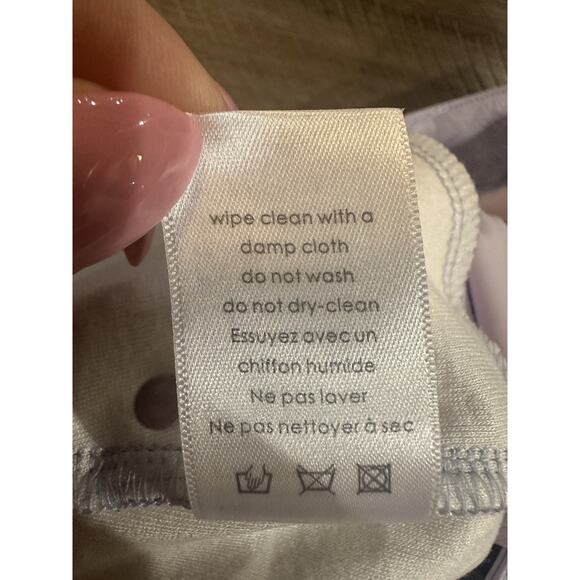 wipe clean with a
damp cloth
do not wash
do not dry-clean
Essuyez avec un
chiffon humide
Ne pas laver
Ne pas nettoyer à sec